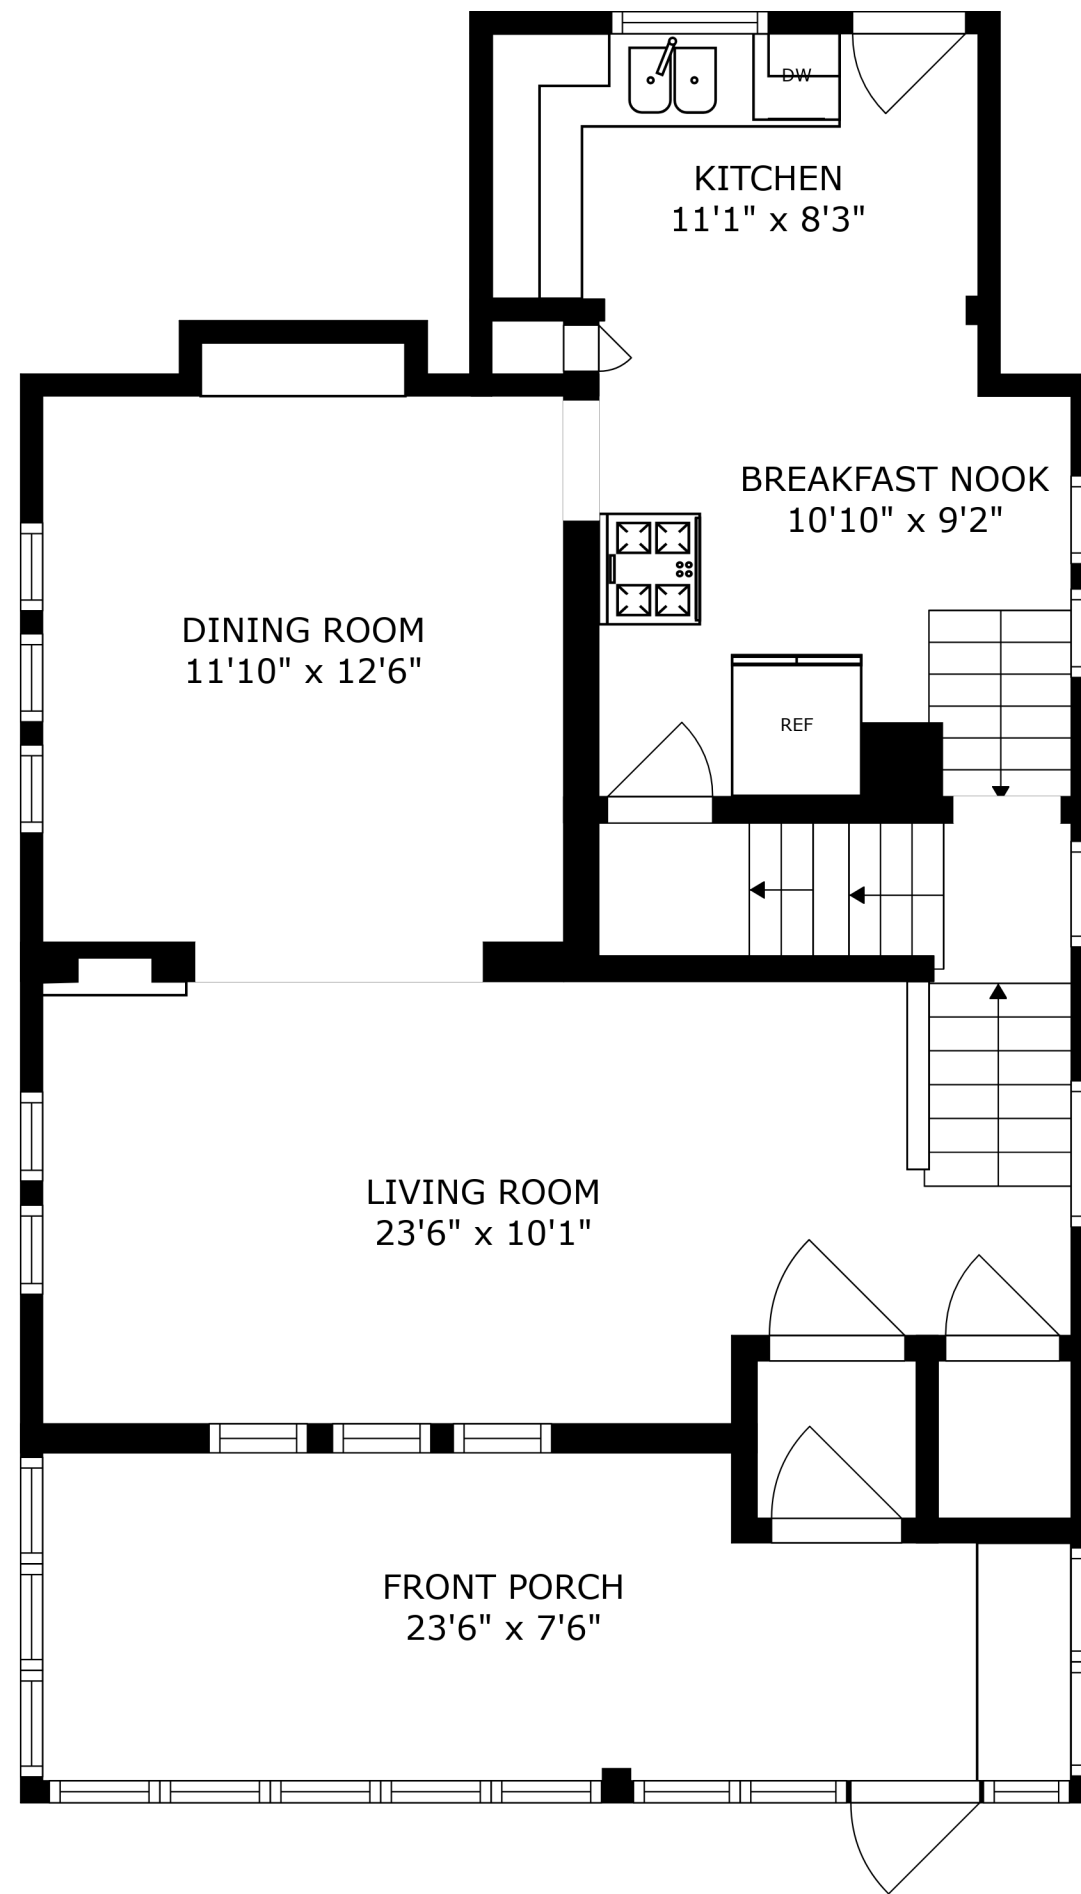 DW
KITCHEN
11'1" x 8'3"
BREAKFAST NOOK
10'10" x 9'2"
DINING ROOM
11'10" x 12'6"
REF
LIVING ROOM
23'6" x 10'1"
FRONT PORCH
23'6" x 7'6"